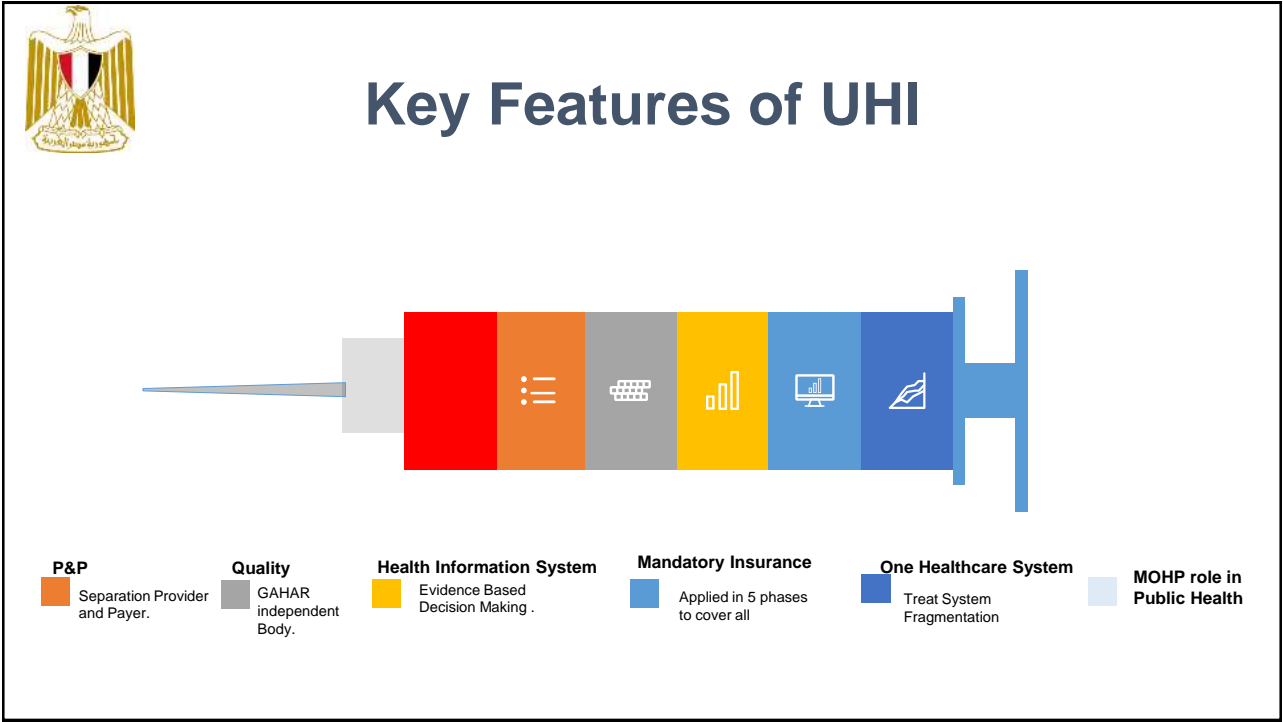 Key Features of UHI
P&P
Separation Provider
and Payer.
Quality
GAHAR
independent
Body.
Health Information System
Evidence Based
Decision Making .
Mandatory Insurance
Applied in 5 phases
to cover all
One Healthcare System
Treat System
Fragmentation
MOHP role in
Public Health